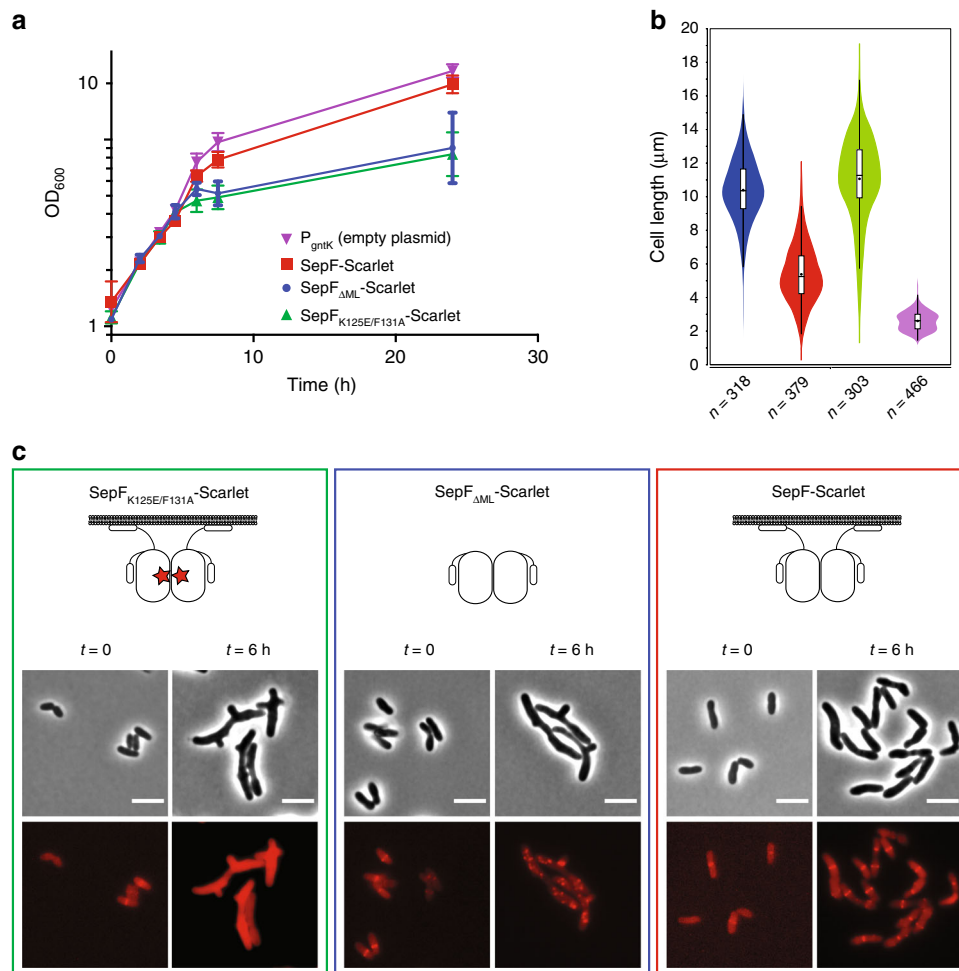 a
10
1
OD600
0
10
20
30
Time (h)
PgntK (empty plasmid)
SepF-Scarlet
SepFΔML-Scarlet
SepFK125E/F131A-Scarlet
b
20
18
16
14
12
10
8
6
4
2
0
Cell length (μm)
n = 318
n = 379
n = 303
n = 466
c
SepFK125E/F131A-Scarlet
t = 0
t = 6 h
SepFΔML-Scarlet
t = 0
t = 6 h
SepF-Scarlet
t = 0
t = 6 h